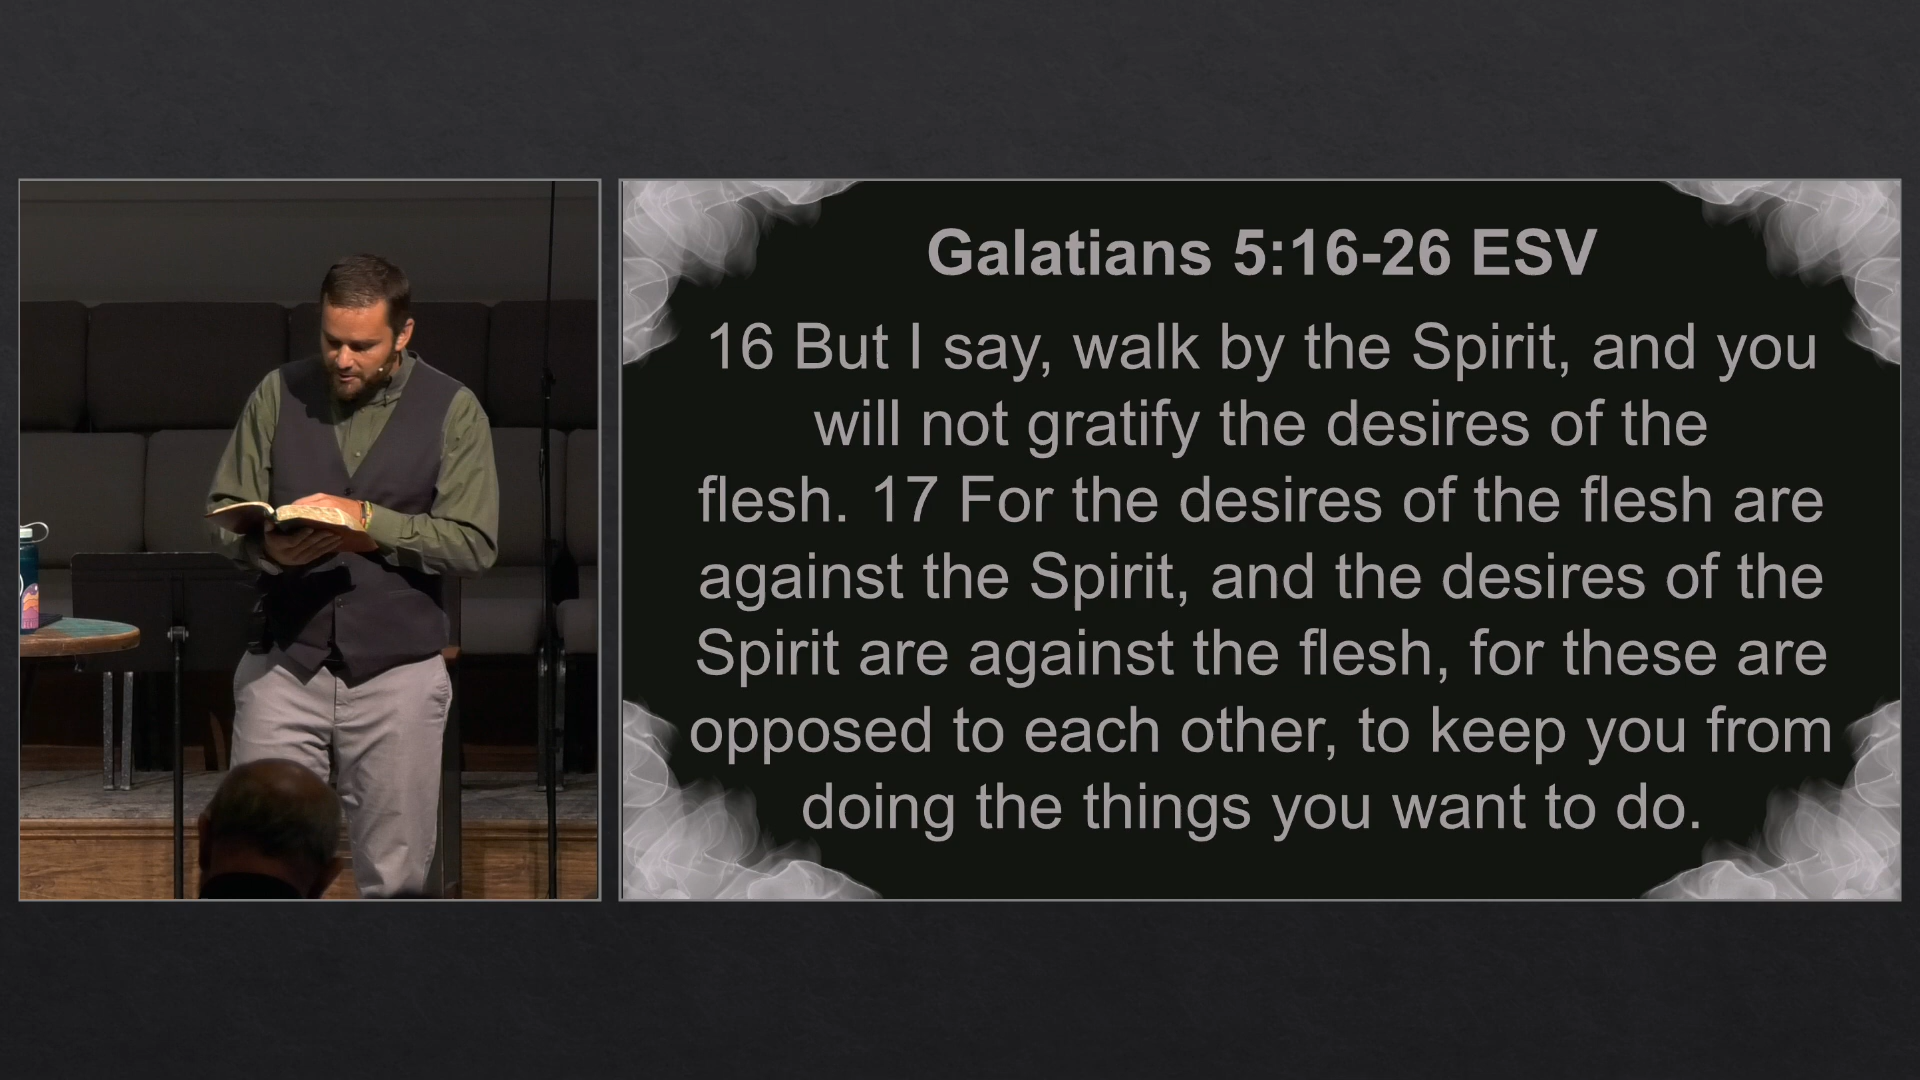 Galatians 5:16-26 ESV
16 But I say, walk by the Spirit, and you
will not gratify the desires of the
flesh. 17 For the desires of the flesh are
against the Spirit, and the desires of the
Spirit are against the flesh, for these are
opposed to each other, to keep you from
doing the things you want to do.